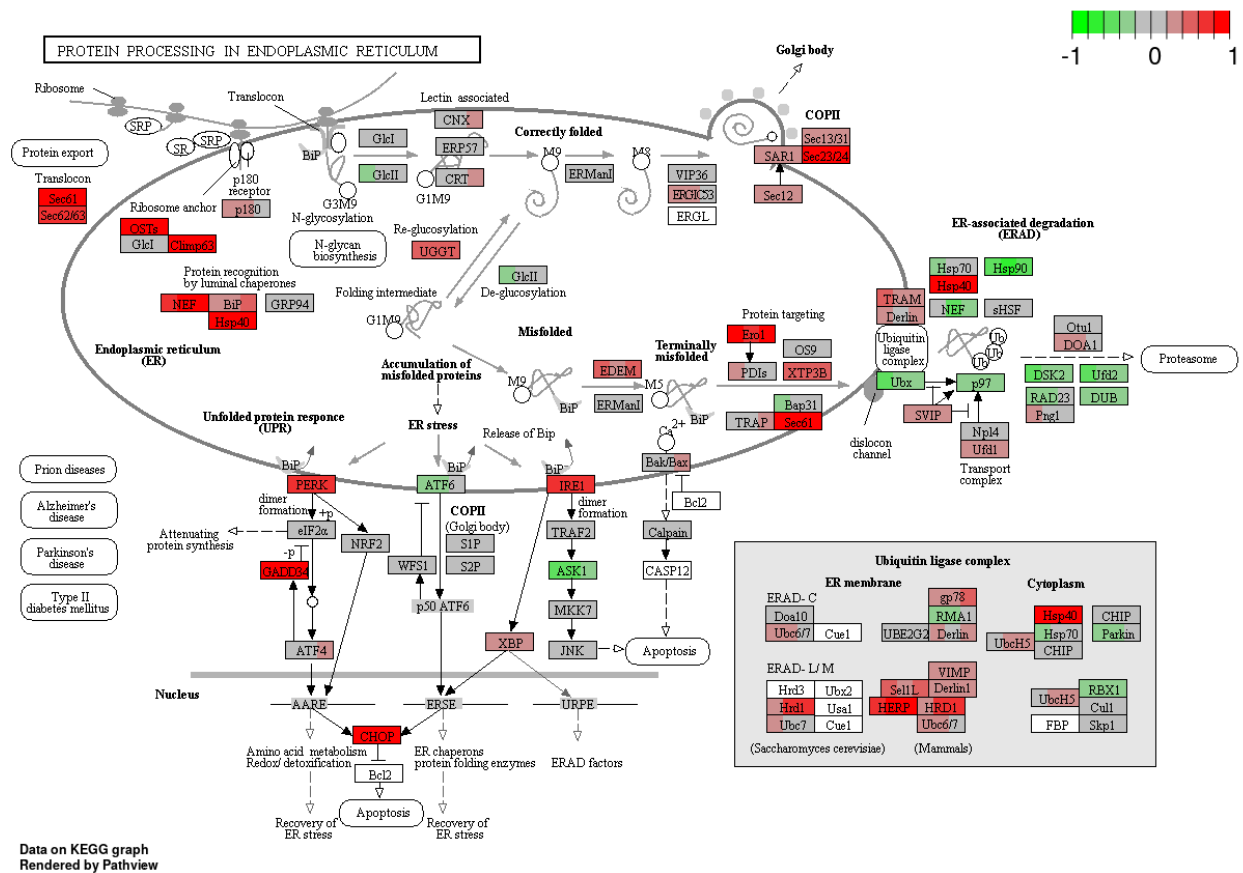 PROTEIN PROCESSING IN ENDOPLASMIC RETICULUM
-1 0 1
Golgi body
Ribosome
SRP
SR
SRP
Protein export
Translocon
BiP
G3M9
N-glycosylation
N-glycan
biosynthesis
Translocon
Sec61
Sec62/63
p180
receptor
Ribosome anchor
p180
OSTs
GlcI
Climp63
GlcI
GlcII
Lectin associated
CNX
ERP57
CRT
G1M9
Correctly folded
M9
ERManI
M8
VIP36
ERGIC53
ERGL
COPII
Sec13/31
SAR1
Sec23/24
Sec12
Re-glucosylation
UGGT
GlcII
De-glucosylation
Protein recognition
by luminal chaperones
NEF
BiP
GRP94
Hsp40
Folding intermediate
G1M9
Endoplasmic reticulum
(ER)
Misfolded
Accumulation of
misfolded proteins
M9
BiP
EDEM
ERManI
Terminally
misfolded
M5
BiP
Protein targeting
Ero1
OS9
PDIs
XTP3B
Bap31
TRAP
Sec61
ER-associated degradation
(ERAD)
Hsp70
Hsp90
Hsp40
NEF
sHSF
TRAM
Derlin
Ubiquitin
ligase
complex
Ub
Ub
Ub
Otu1
DOA1
Proteasome
Ubx
p97
DSK2
Ufd2
RAD23
DUB
Png1
SVIP
dislocon
channel
Npl4
Ufd1
Transport
complex
Unfolded protein responce
(UPR)
ER stress
Release of Bip
BiP
BiP
BiP
PERK
ATF6
IRE1
Ca2+
Bak/Bax
Bcl2
Prion diseases
Alzheimer's
disease
Parkinson's
disease
Type II
diabetes mellitus
dimer
formation
+p
eIF2α
Attenuating
protein synthesis
-p
GADD34
NRF2
ATF4
COPII
(Golgi body)
S1P
S2P
WFS1
p50 ATF6
dimer
formation
TRAF2
ASK1
MKK7
JNK
XBP
Calpain
CASP12
Apoptosis
Nucleus
AARE
ERSE
URPE
CHOP
Bcl2
Apoptosis
Amino acid metabolism
Redox/detoxification
ER chaperons
protein folding enzymes
ERAD factors
Recovery of
ER stress
Recovery of
ER stress
Ubiquitin ligase complex
ER membrane
Cytoplasm
ERAD- C
Doa10
Ubc6/7
Cue1
gp78
RMA1
UBE2G2
Derlin
Hsp40
UbcH5
Hsp70
CHIP
CHIP
Parkin
ERAD- L/ M
Hrd3
Ubx2
Hrd1
Usa1
Ubc7
Cue1
VIMP
Sel1L
Derlin1
HERP
HRD1
Ubc6/7
UbcH5
RBX1
Cul1
FBP
Skp1
(Saccharomyces cerevisiae)
(Mammals)
Data on KEGG graph
Rendered by Pathview